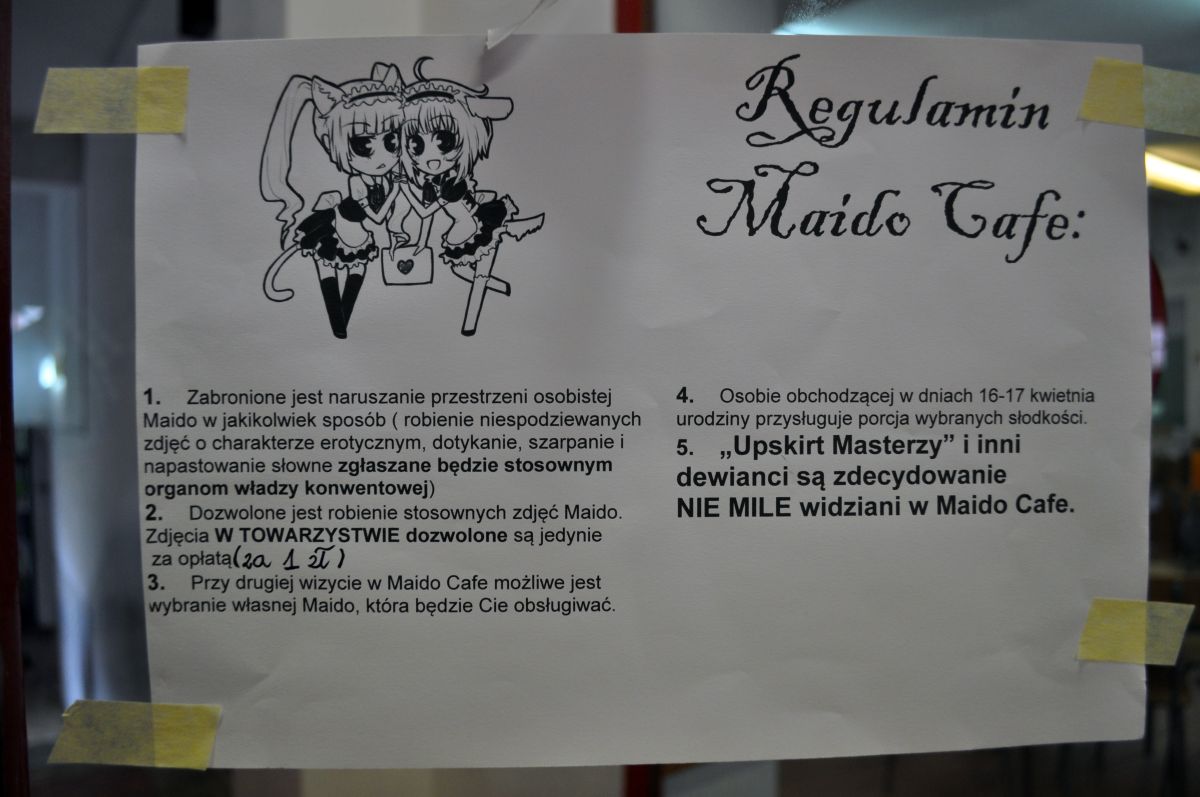 Regulamin
Maido Cafe:
1. Zabronione jest naruszanie przestrzeni osobistej
Maido w jakikolwiek sposób ( robienie niespodziewanych
zdjęć o charakterze erotycznym, dotykanie, szarpanie i
napastowanie słowne zgłaszane będzie stosownym
organom władzy konwentowej)
2. Dozwolone jest robienie stosownych zdjęć Maido.
Zdjęcia W TOWARZYSTWIE dozwolone są jedynie
za opłatą (za 1 zł)
3. Przy drugiej wizycie w Maido Cafe możliwe jest
wybranie własnej Maido, która będzie Cie obsługiwać.
4. Osobie obchodzącej w dniach 16-17 kwietnia
urodziny przysługuje porcja wybranych słodkości.
5. „Upskirt Masterzy” i inni
dewianci są zdecydowanie
NIE MILE widziani w Maido Cafe.